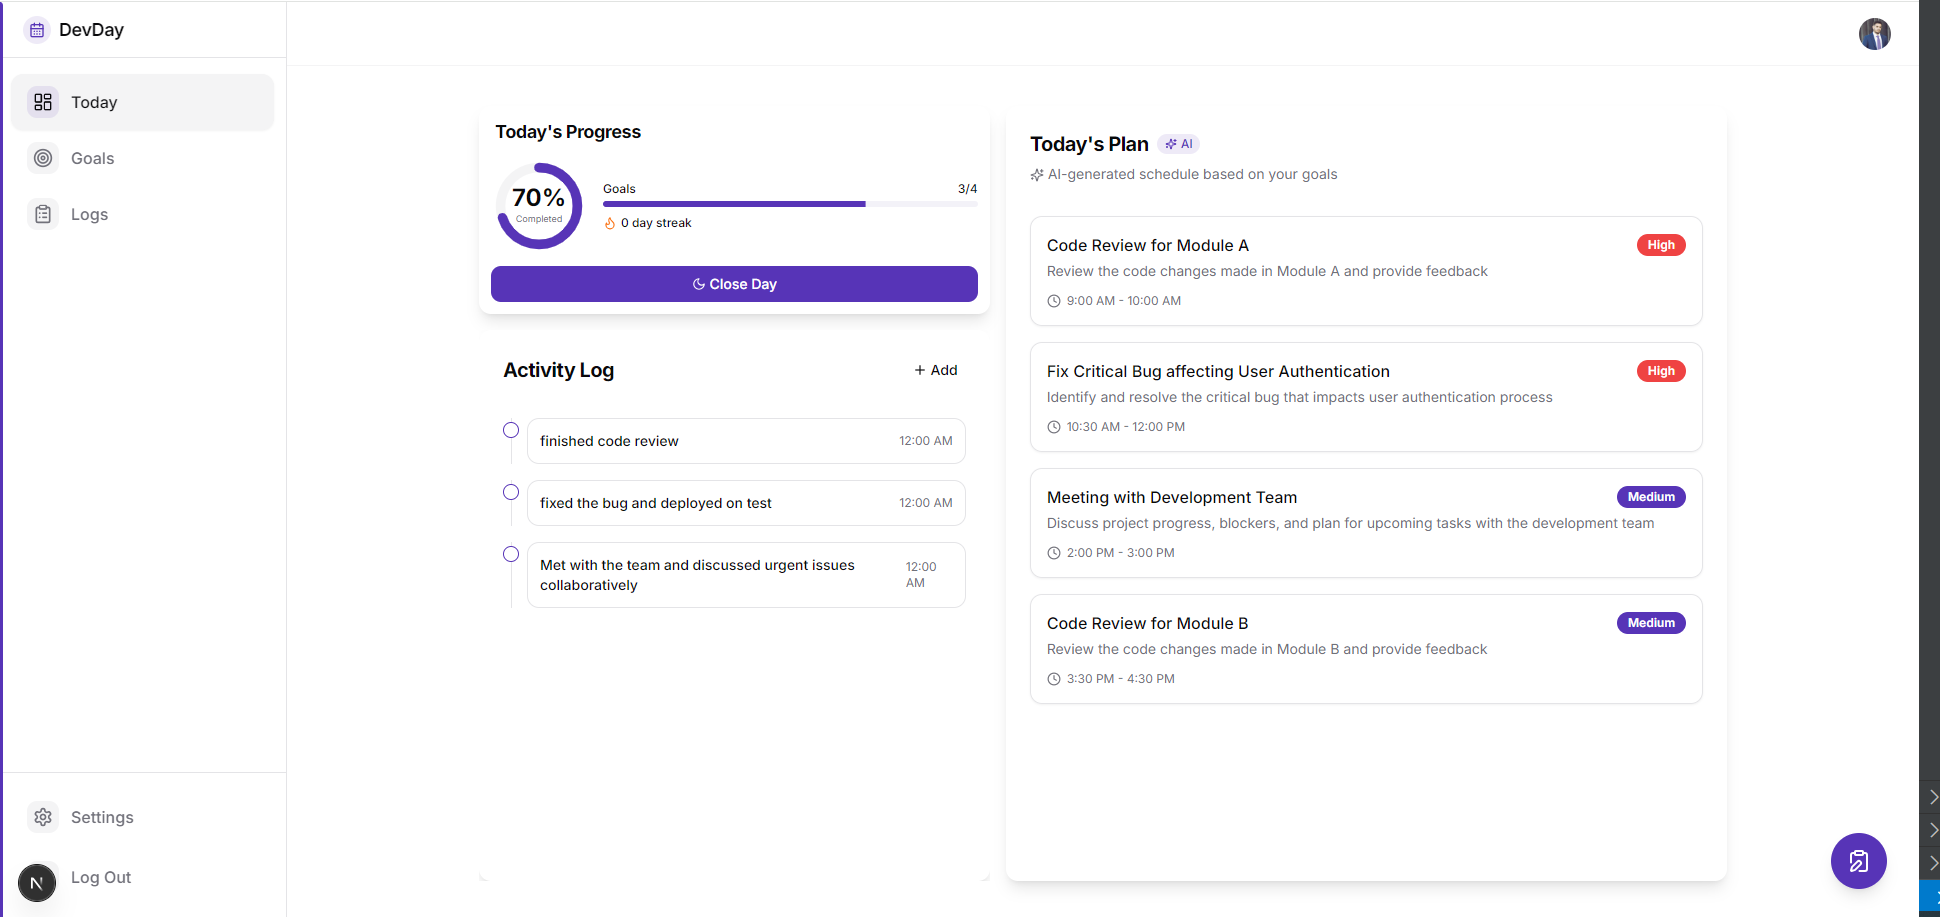 DevDay
Today
Goals
Logs
Settings
Log Out
N
Today's Progress
70%
Completed
Goals 3/4
0 day streak
Close Day
Activity Log + Add
finished code review 12:00 AM
fixed the bug and deployed on test 12:00 AM
Met with the team and discussed urgent issues
collaboratively
12:00
AM
Today's Plan AI
AI-generated schedule based on your goals
Code Review for Module A High
Review the code changes made in Module A and provide feedback
9:00 AM - 10:00 AM
Fix Critical Bug affecting User Authentication High
Identify and resolve the critical bug that impacts user authentication process
10:30 AM - 12:00 PM
Meeting with Development Team Medium
Discuss project progress, blockers, and plan for upcoming tasks with the development team
2:00 PM - 3:00 PM
Code Review for Module B Medium
Review the code changes made in Module B and provide feedback
3:30 PM - 4:30 PM